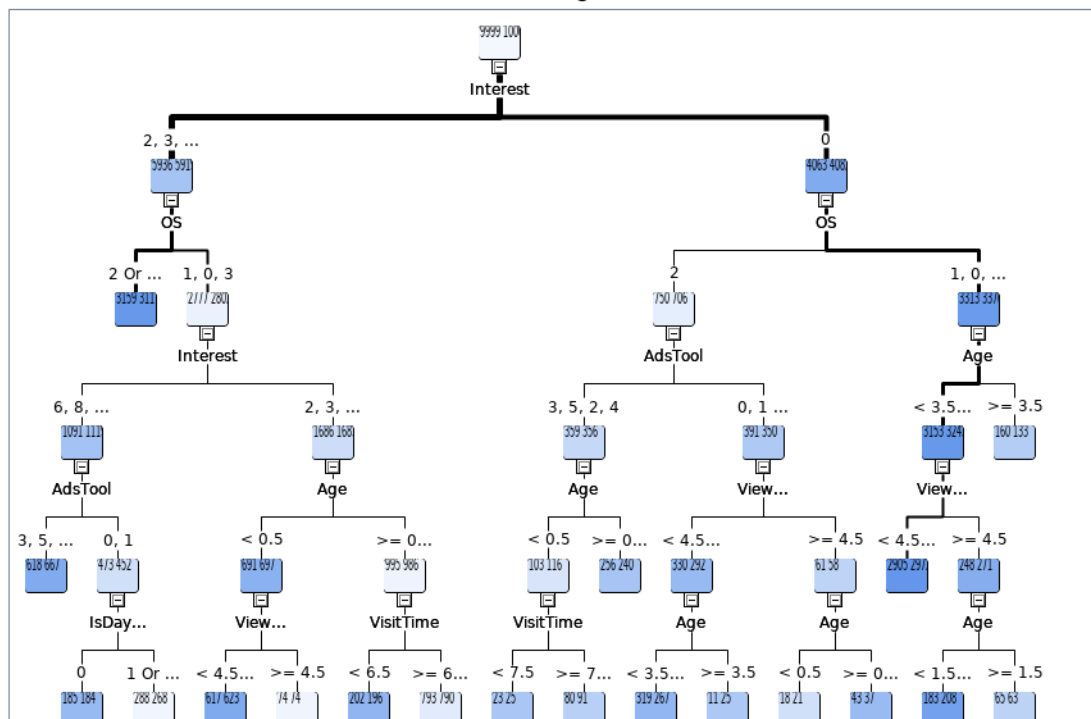 9999 100
Interest
2, 3, ... 0
5936 591 4063 408
OS OS
2 Or ... 1, 0, 3 2 1, 0, ...
3159 311 2777 280 750 706 3313 337
Interest AdsTool Age
6, 8, ... 2, 3, ... 3, 5, 2, 4 0, 1 ... < 3.5... >= 3.5
1091 111 1686 168 359 356 391 350 3153 324 160 133
AdsTool Age Age View... View...
3, 5, ... 0, 1 < 0.5 >= 0... < 0.5 >= 0... < 4.5... >= 4.5 < 4.5... >= 4.5
618 667 473 452 691 697 995 986 103 116 256 240 330 292 61 58 2905 297 248 271
IsDay... View... VisitTime VisitTime Age Age Age
0 1 Or ... < 4.5... >= 4.5 < 6.5 >= 6... < 7.5 >= 7... < 3.5... >= 3.5 < 0.5 >= 0... < 1.5... >= 1.5
185 184 288 268 617 623 74 74 202 196 793 790 23 25 80 91 319 267 11 25 18 21 43 37 183 208 65 63